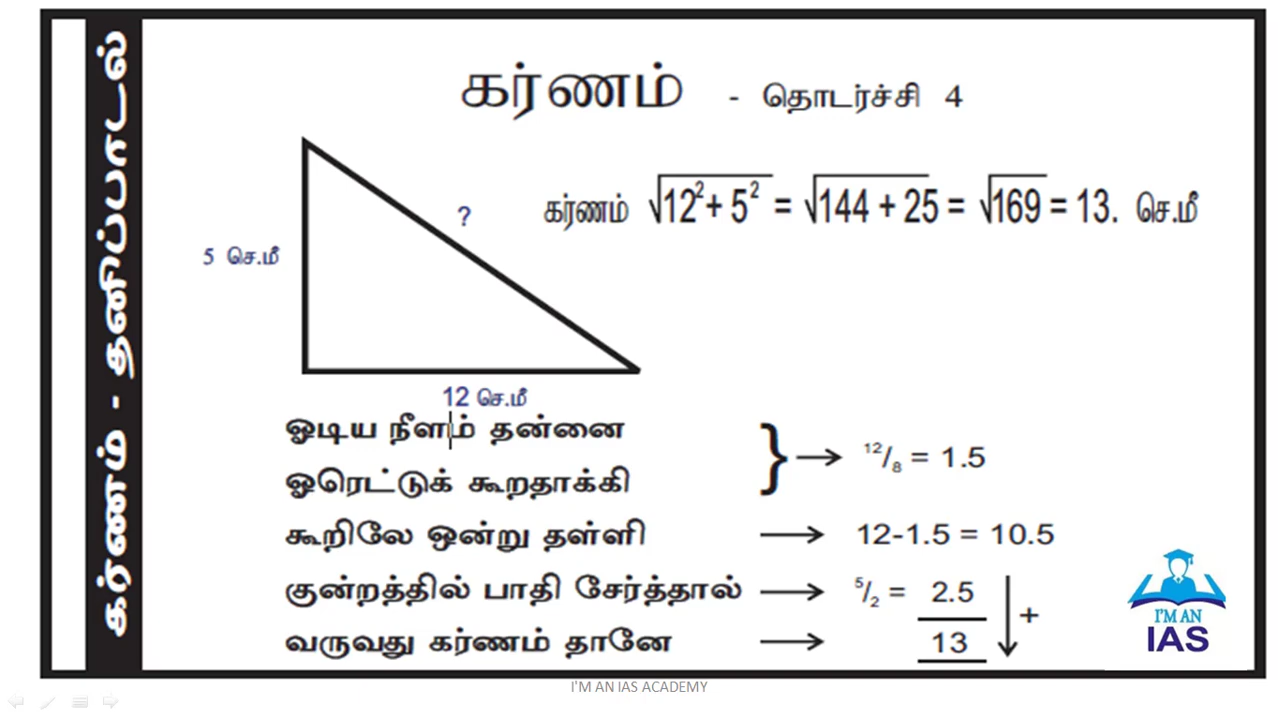 கர்ணம் - தனிப்பாடல்
கர்ணம் - தொடர்ச்சி 4
கர்ணம் √12²+ 5² = √144 + 25 = √169 = 13. செ.மீ
?
5 செ.மீ
12 செ.மீ
ஓடிய நீளம் தன்னை
ஓரெட்டுக் கூறதாக்கி } → ¹²/₈ = 1.5
கூறிலே ஒன்று தள்ளி → 12-1.5 = 10.5
குன்றத்தில் பாதி சேர்த்தால் → ⁵/₂ = 2.5 +
வருவது கர்ணம் தானே → 13
I'M AN
IAS
I'M AN IAS ACADEMY